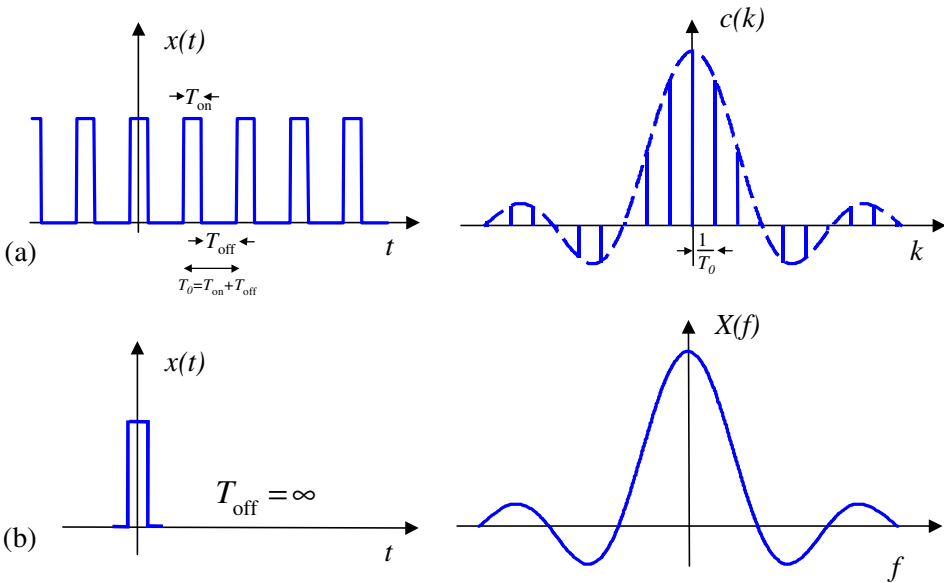 x(t)
T_on
T_off
T_0=T_on+T_off
t
(a)
c(k)
1/T_0
k
x(t)
T_off = ∞
t
(b)
X(f)
f